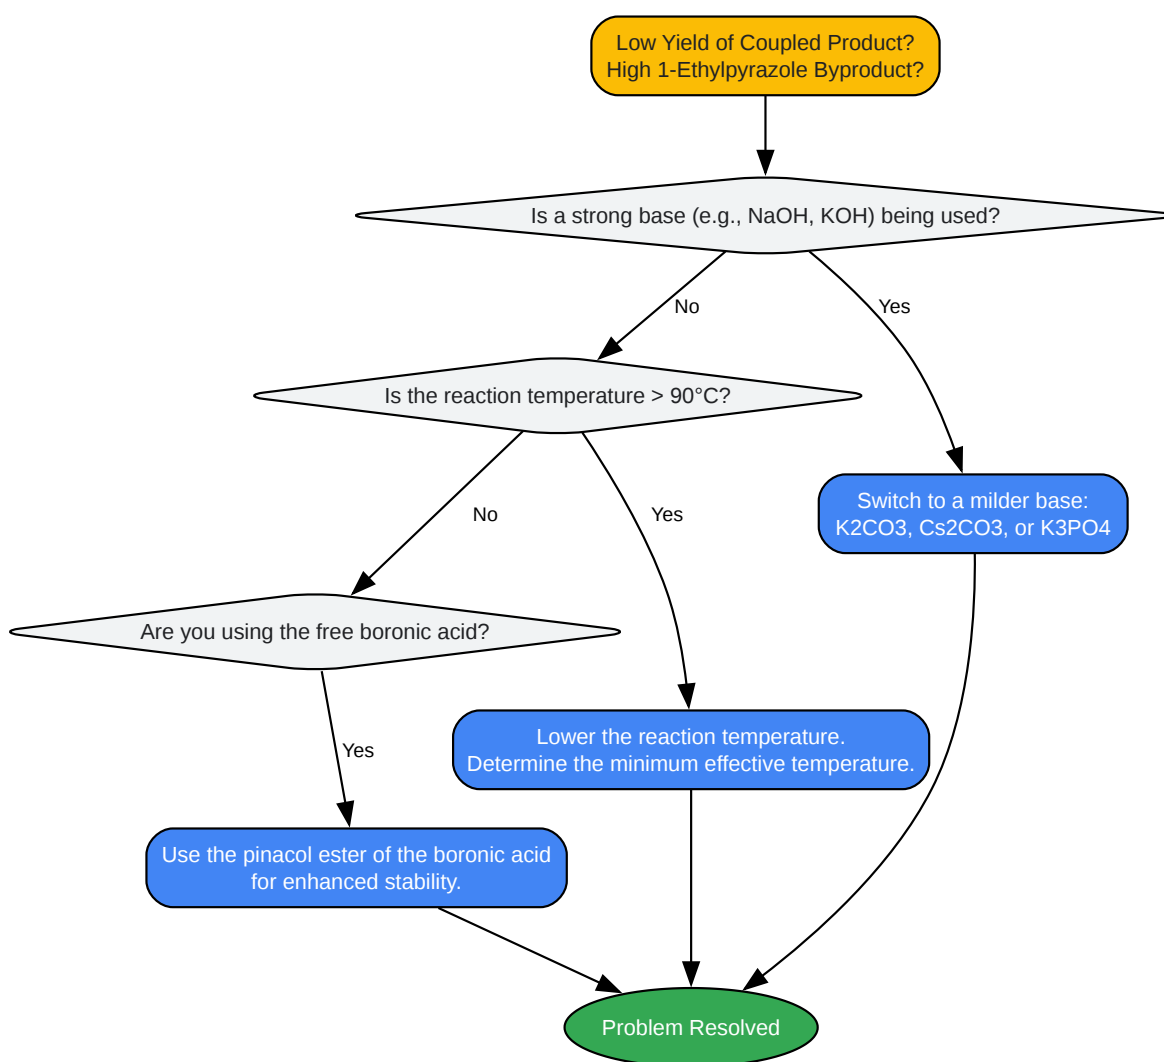 Low Yield of Coupled Product?
High 1-Ethylpyrazole Byproduct?
Is a strong base (e.g., NaOH, KOH) being used?
No
Yes
Is the reaction temperature > 90°C?
Switch to a milder base:
K2CO3, Cs2CO3, or K3PO4
No
Yes
Are you using the free boronic acid?
Lower the reaction temperature.
Determine the minimum effective temperature.
Yes
Use the pinacol ester of the boronic acid
for enhanced stability.
Problem Resolved